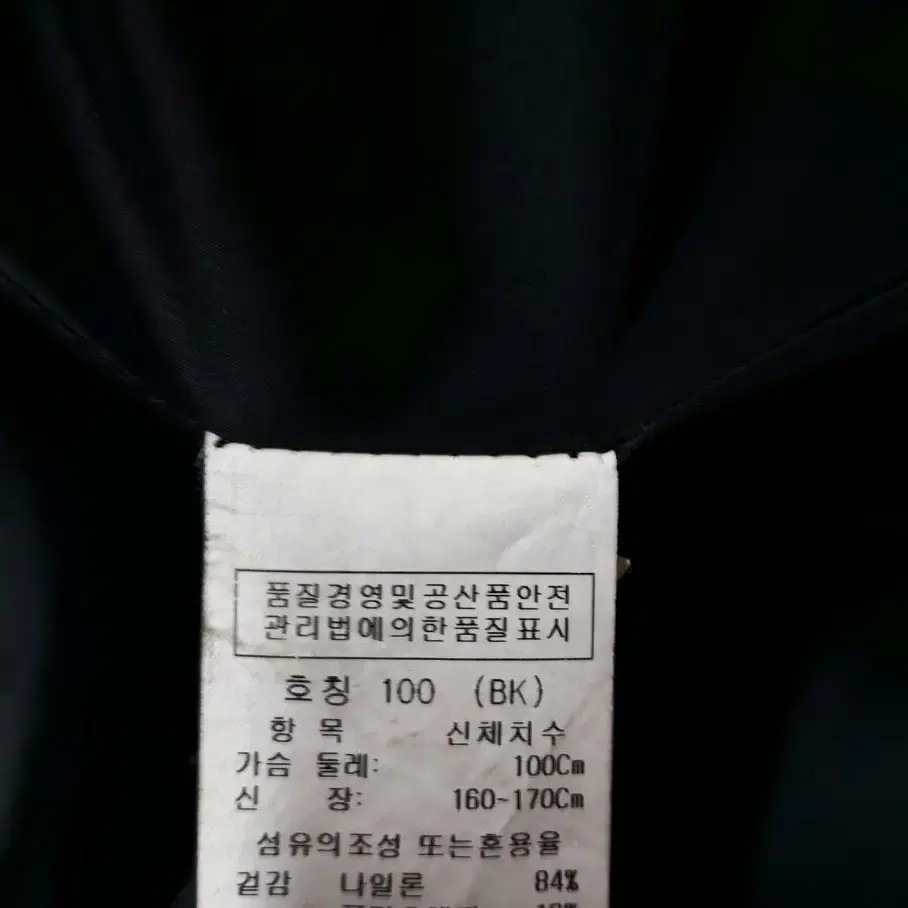 품질경영및공산품안전
관리법에의한품질표시
호칭 100 (BK)
항 목 신체치수
가슴 둘레: 100Cm
신 장: 160~170Cm
섬유의조성 또는혼용율
겉감 나일론 84%